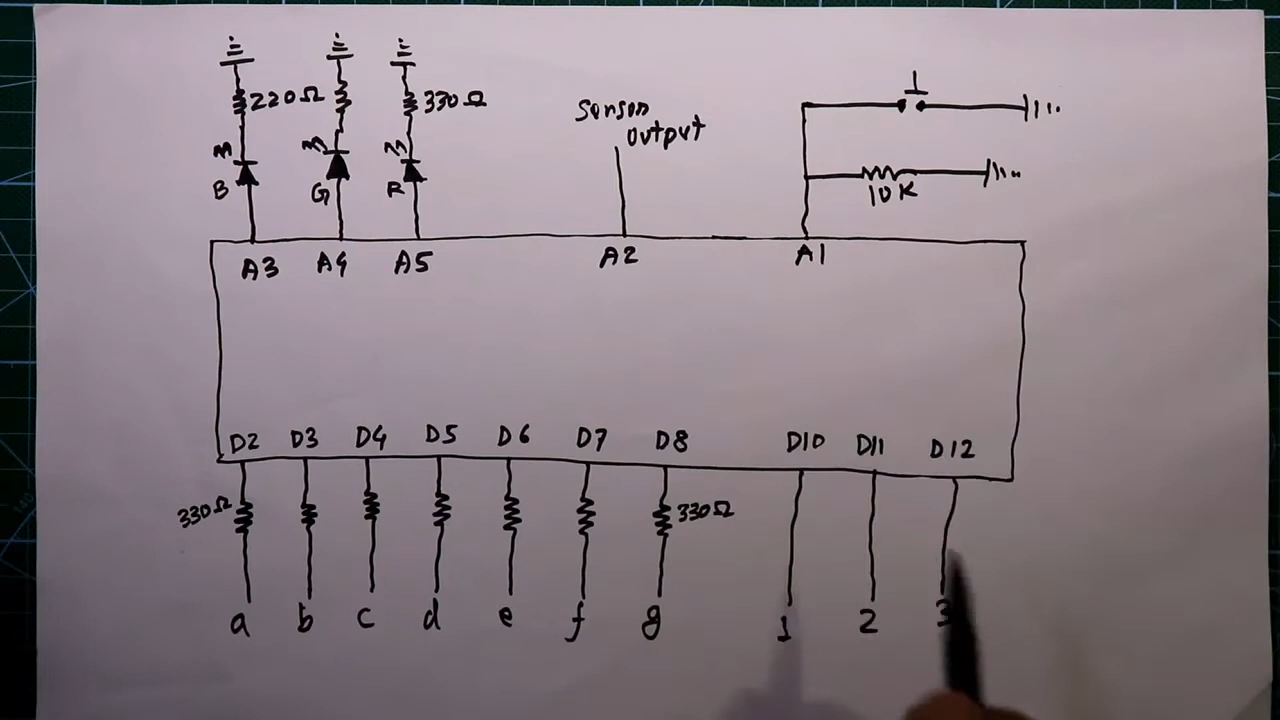 220Ω
330Ω
B
G
R
Sensor
output
10K
A3 A4 A5 A2 A1
D2 D3 D4 D5 D6 D7 D8 D10 D11 D12
330Ω
330Ω
a b c d e f g 1 2 3